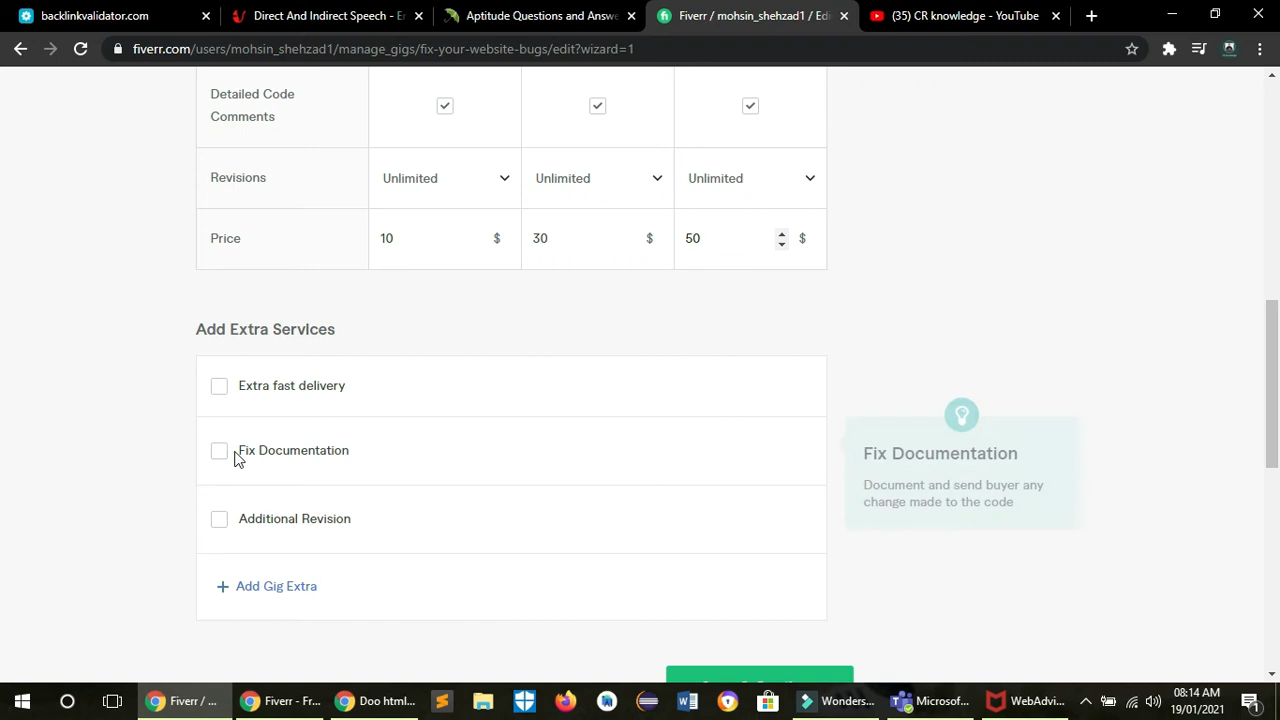 backlinkvalidator.com
Direct And Indirect Speech - E
Aptitude Questions and Answe
Fiverr / mohsin_shehzad1 / Edi
(35) CR knowledge - YouTube
fiverr.com/users/mohsin_shehzad1/manage_gigs/fix-your-website-bugs/edit?wizard=1
Detailed Code
Comments
Revisions
Unlimited
Unlimited
Unlimited
Price
10 $
30 $
50 $
Add Extra Services
Extra fast delivery
Fix Documentation
Additional Revision
+ Add Gig Extra
Fix Documentation
Document and send buyer any
change made to the code
Fiverr / ...
Fiverr - Fr...
Doo html...
Wonders...
Microsof...
WebAdvi...
08:14 AM
19/01/2021